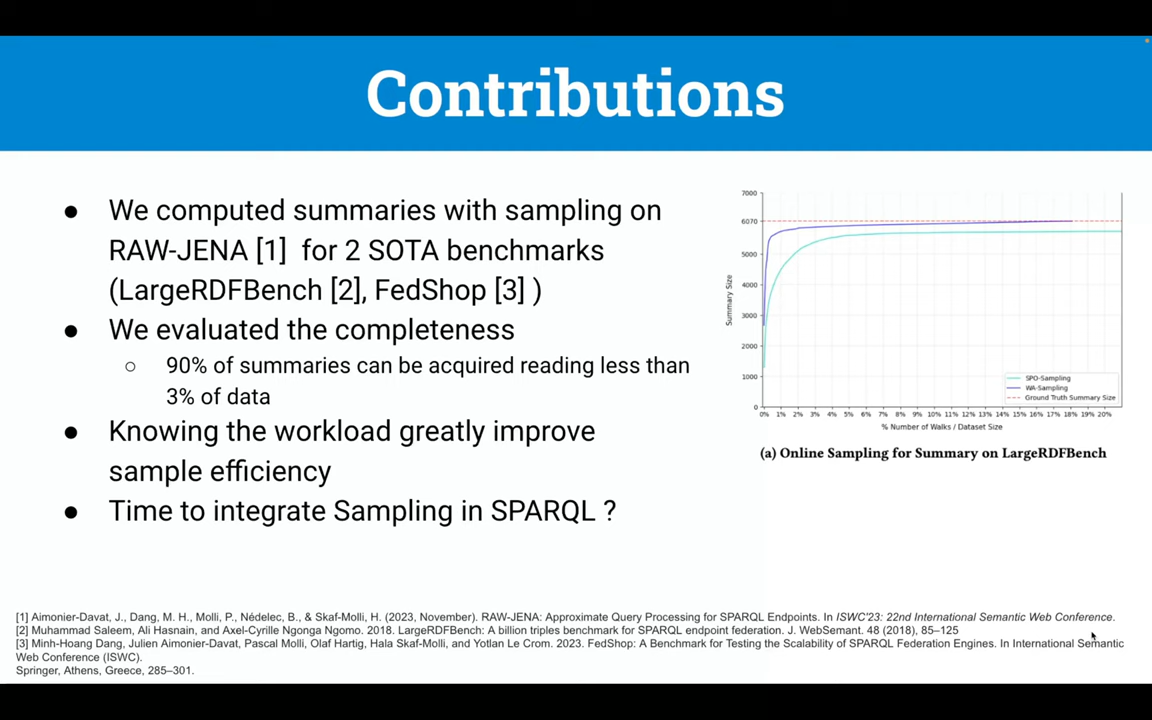 Contributions
● We computed summaries with sampling on
RAW-JENA [1] for 2 SOTA benchmarks
(LargeRDFBench [2], FedShop [3] )
● We evaluated the completeness
○ 90% of summaries can be acquired reading less than
3% of data
● Knowing the workload greatly improve
sample efficiency
● Time to integrate Sampling in SPARQL ?
7000
6070
5000
4000
3000
2000
1000
0
Summary Size
SPO-Sampling
WA-Sampling
Ground Truth Summary Size
0% 1% 2% 3% 4% 5% 6% 7% 8% 9% 10% 11% 12% 13% 14% 15% 16% 17% 18% 19% 20%
% Number of Walks / Dataset Size
(a) Online Sampling for Summary on LargeRDFBench
[1] Aimonier-Davat, J., Dang, M. H., Molli, P., Nédelec, B., & Skaf-Molli, H. (2023, November). RAW-JENA: Approximate Query Processing for SPARQL Endpoints. In ISWC'23: 22nd International Semantic Web Conference.
[2] Muhammad Saleem, Ali Hasnain, and Axel-Cyrille Ngonga Ngomo. 2018. LargeRDFBench: A billion triples benchmark for SPARQL endpoint federation. J. WebSemant. 48 (2018), 85–125
[3] Minh-Hoang Dang, Julien Aimonier-Davat, Pascal Molli, Olaf Hartig, Hala Skaf-Molli, and Yotlan Le Crom. 2023. FedShop: A Benchmark for Testing the Scalability of SPARQL Federation Engines. In International Semantic
Web Conference (ISWC).
Springer, Athens, Greece, 285–301.